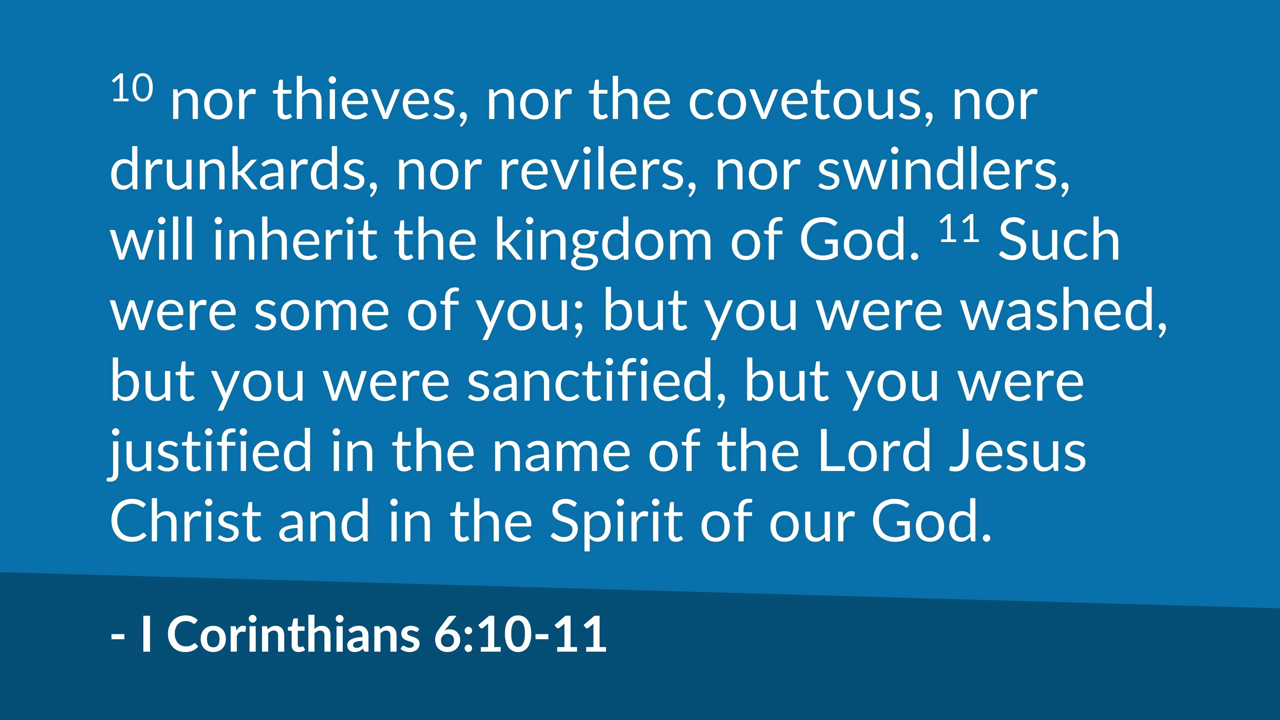 10 nor thieves, nor the covetous, nor
drunkards, nor revilers, nor swindlers,
will inherit the kingdom of God. 11 Such
were some of you; but you were washed,
but you were sanctified, but you were
justified in the name of the Lord Jesus
Christ and in the Spirit of our God.
- I Corinthians 6:10-11